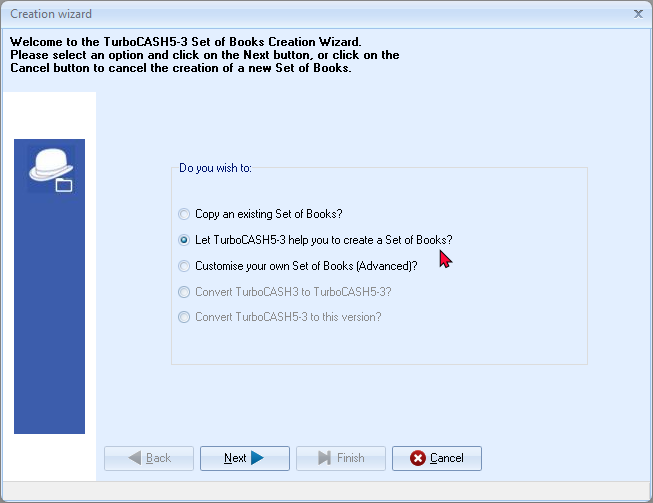 Creation wizard
Welcome to the TurboCASH5-3 Set of Books Creation Wizard.
Please select an option and click on the Next button, or click on the
Cancel button to cancel the creation of a new Set of Books.
Do you wish to:
Copy an existing Set of Books?
Let TurboCASH5-3 help you to create a Set of Books?
Customise your own Set of Books (Advanced)?
Convert TurboCASH3 to TurboCASH5-3?
Convert TurboCASH5-3 to this version?
Back Next Finish Cancel